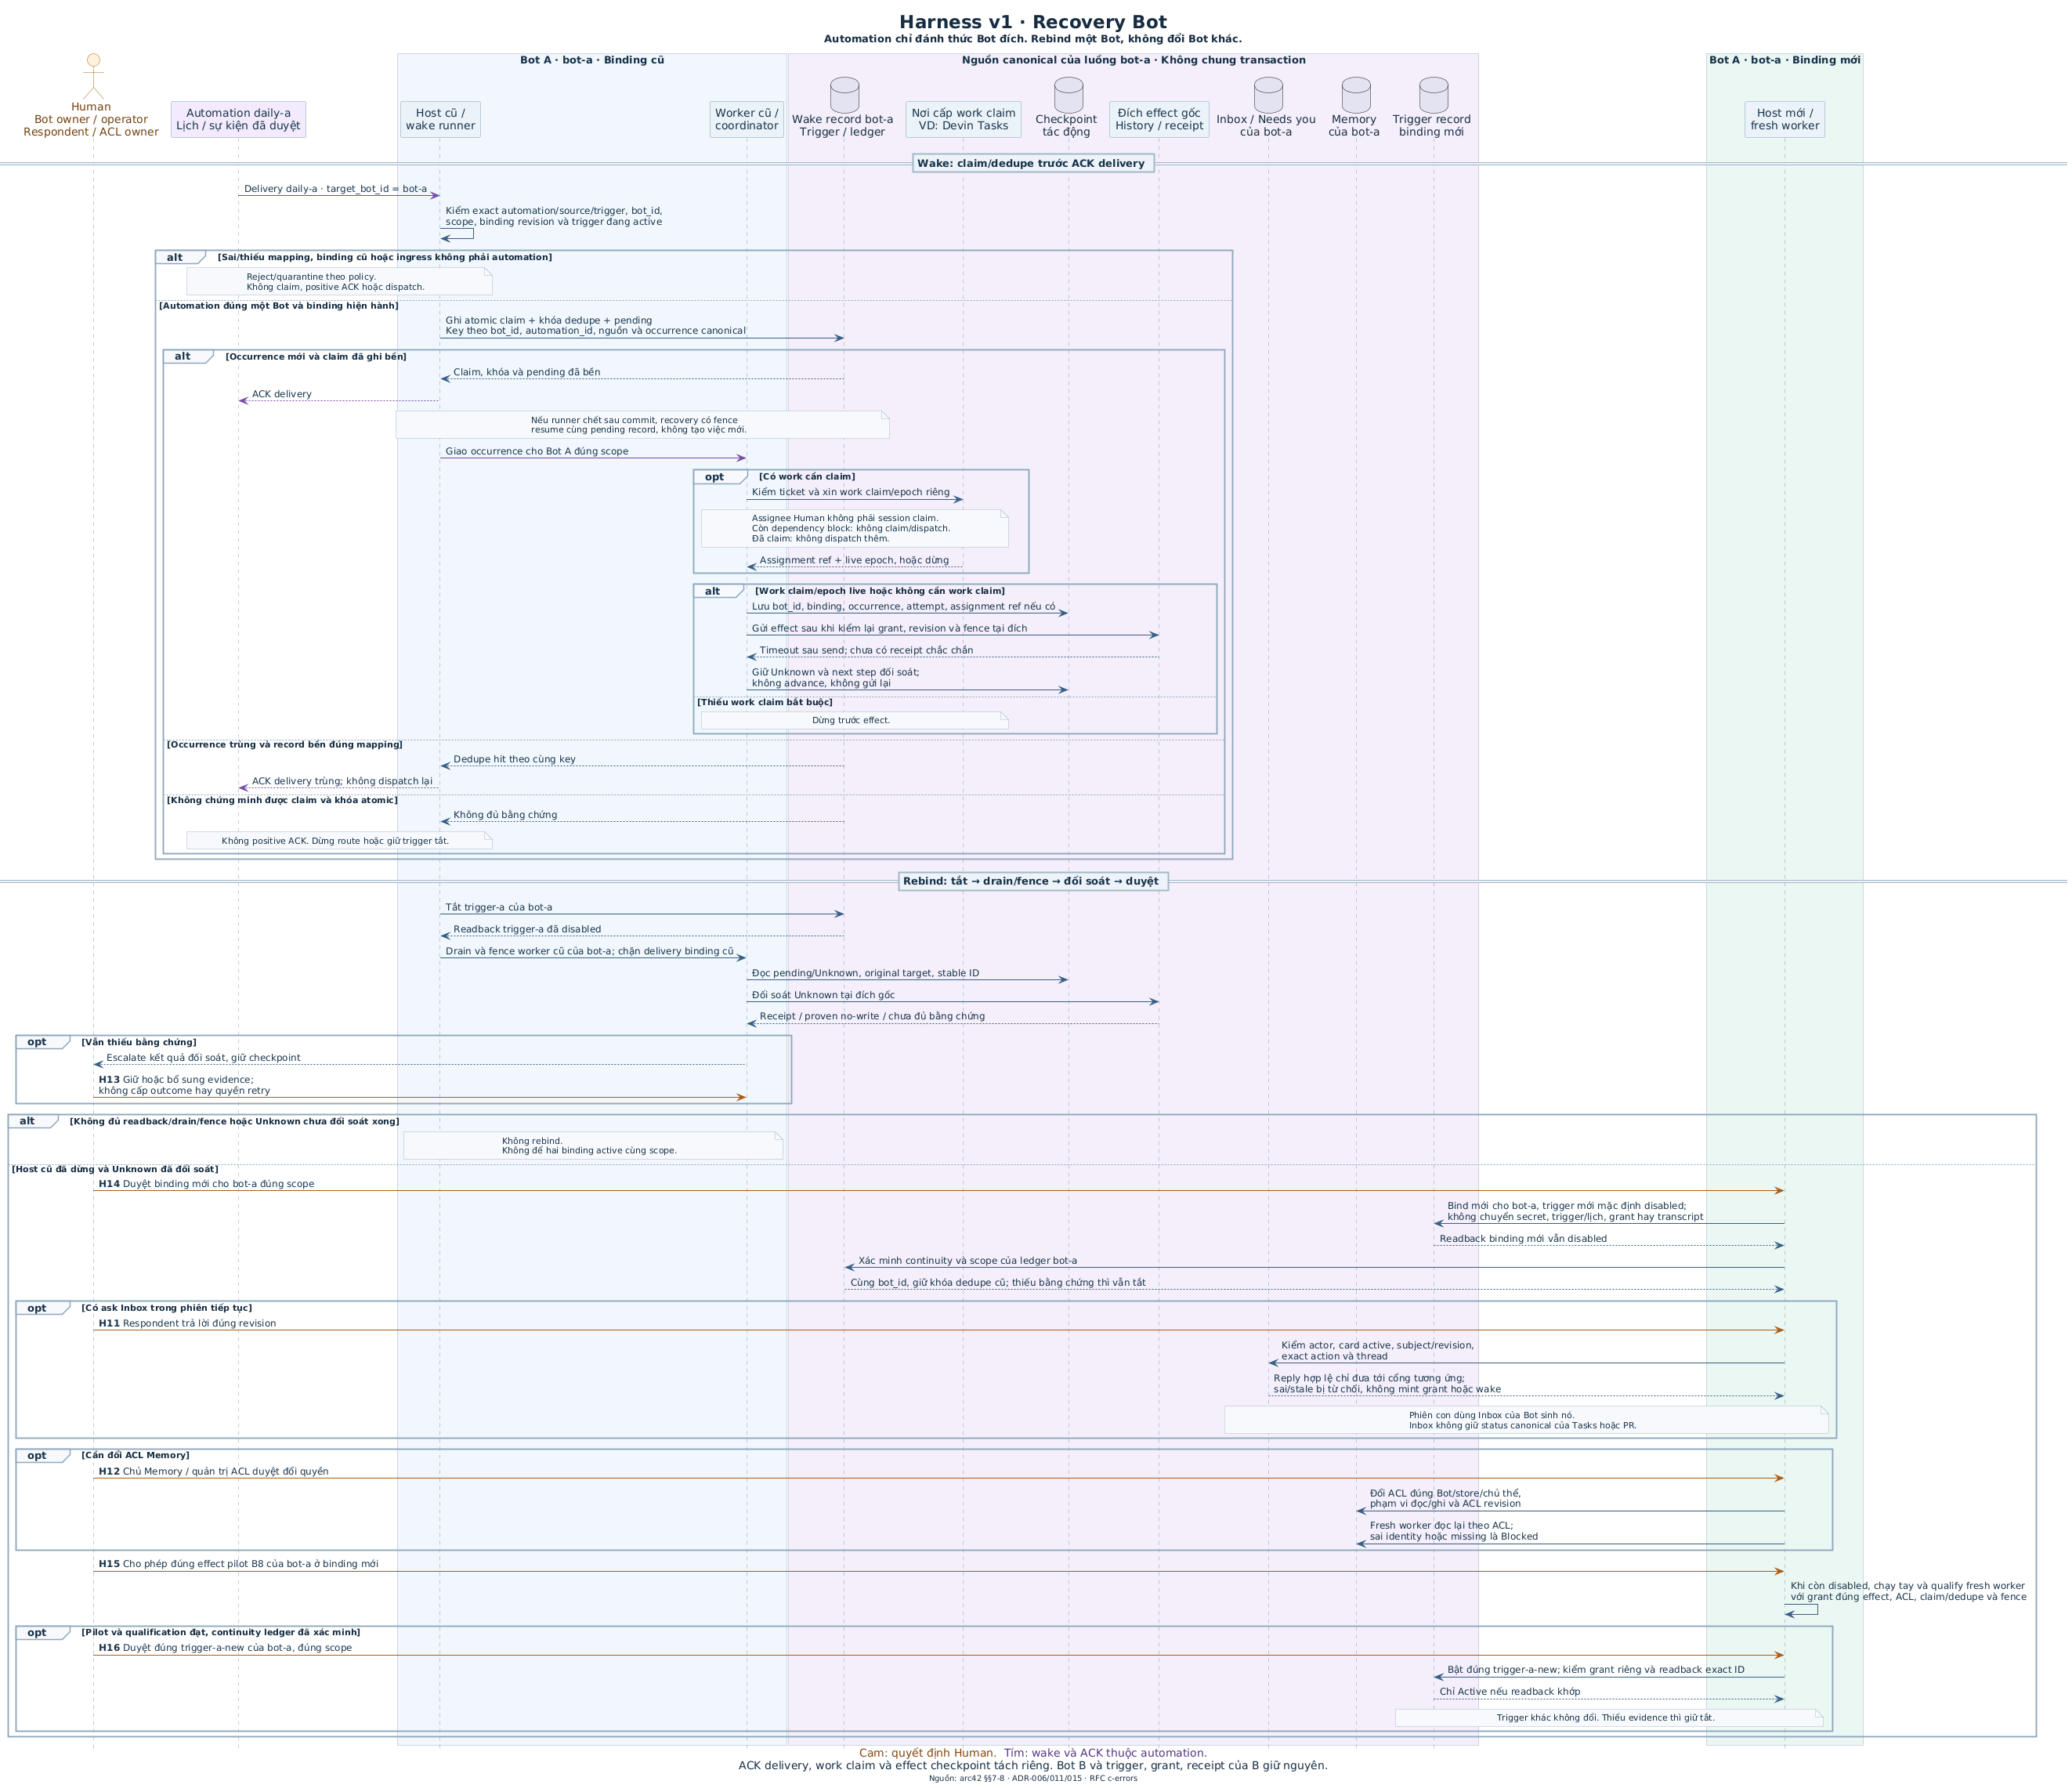 Harness v1 · Recovery Bot
Automation chỉ đánh thức Bot đích. Rebind một Bot, không đổi Bot khác.
Bot A · bot-a · Binding cũ
Nguồn canonical của luồng bot-a · Không chung transaction
Bot A · bot-a · Binding mới
Human
Bot owner / operator
Respondent / ACL owner
Automation daily-a
Lịch / sự kiện đã duyệt
Host cũ /
wake runner
Worker cũ /
coordinator
Wake record bot-a
Trigger / ledger
Nơi cấp work claim
VD: Devin Tasks
Checkpoint
tác động
Đích effect gốc
History / receipt
Inbox / Needs you
của bot-a
Memory
của bot-a
Trigger record
binding mới
Host mới /
fresh worker
Wake: claim/dedupe trước ACK delivery
Delivery daily-a · target_bot_id = bot-a
Kiểm exact automation/source/trigger, bot_id,
scope, binding revision và trigger đang active
alt [Sai/thiếu mapping, binding cũ hoặc ingress không phải automation]
Reject/quarantine theo policy.
Không claim, positive ACK hoặc dispatch.
[Automation đúng một Bot và binding hiện hành]
Ghi atomic claim + khóa dedupe + pending
Key theo bot_id, automation_id, nguồn và occurrence canonical
alt [Occurrence mới và claim đã ghi bền]
Claim, khóa và pending đã bền
ACK delivery
Nếu runner chết sau commit, recovery có fence
resume cùng pending record, không tạo việc mới.
Giao occurrence cho Bot A đúng scope
opt [Có work cần claim]
Kiểm ticket và xin work claim/epoch riêng
Assignee Human không phải session claim.
Còn dependency block: không claim/dispatch.
Đã claim: không dispatch thêm.
Assignment ref + live epoch, hoặc dừng
alt [Work claim/epoch live hoặc không cần work claim]
Lưu bot_id, binding, occurrence, attempt, assignment ref nếu có
Gửi effect sau khi kiểm lại grant, revision và fence tại đích
Timeout sau send; chưa có receipt chắc chắn
Giữ Unknown và next step đối soát;
không advance, không gửi lại
[Thiếu work claim bắt buộc]
Dừng trước effect.
[Occurrence trùng và record bền đúng mapping]
Dedupe hit theo cùng key
ACK delivery trùng; không dispatch lại
[Không chứng minh được claim và khóa atomic]
Không đủ bằng chứng
Không positive ACK. Dừng route hoặc giữ trigger tắt.
Rebind: tắt → drain/fence → đối soát → duyệt
Tắt trigger-a của bot-a
Readback trigger-a đã disabled
Drain và fence worker cũ của bot-a; chặn delivery binding cũ
Đọc pending/Unknown, original target, stable ID
Đối soát Unknown tại đích gốc
Receipt / proven no-write / chưa đủ bằng chứng
opt [Vẫn thiếu bằng chứng]
Escalate kết quả đối soát, giữ checkpoint
H13 Giữ hoặc bổ sung evidence;
không cấp outcome hay quyền retry
alt [Không đủ readback/drain/fence hoặc Unknown chưa đối soát xong]
Không rebind.
Không để hai binding active cùng scope.
[Host cũ đã dừng và Unknown đã đối soát]
H14 Duyệt binding mới cho bot-a đúng scope
Bind mới cho bot-a, trigger mới mặc định disabled;
không chuyển secret, trigger/lịch, grant hay transcript
Readback binding mới vẫn disabled
Xác minh continuity và scope của ledger bot-a
Cùng bot_id, giữ khóa dedupe cũ; thiếu bằng chứng thì vẫn tắt
opt [Có ask Inbox trong phiên tiếp tục]
H11 Respondent trả lời đúng revision
Kiểm actor, card active, subject/revision,
exact action và thread
Reply hợp lệ chỉ đưa tới cổng tương ứng;
sai/stale bị từ chối, không mint grant hoặc wake
Phiên con dùng Inbox của Bot sinh nó.
Inbox không giữ status canonical của Tasks hoặc PR.
opt [Cần đổi ACL Memory]
H12 Chủ Memory / quản trị ACL duyệt đổi quyền
Đổi ACL đúng Bot/store/chủ thể,
phạm vi đọc/ghi và ACL revision
Fresh worker đọc lại theo ACL;
sai identity hoặc missing là Blocked
H15 Cho phép đúng effect pilot B8 của bot-a ở binding mới
Khi còn disabled, chạy tay và qualify fresh worker
với grant đúng effect, ACL, claim/dedupe và fence
opt [Pilot và qualification đạt, continuity ledger đã xác minh]
H16 Duyệt đúng trigger-a-new của bot-a, đúng scope
Bật đúng trigger-a-new; kiểm grant riêng và readback exact ID
Chỉ Active nếu readback khớp
Trigger khác không đổi. Thiếu evidence thì giữ tắt.
Cam: quyết định Human. Tím: wake và ACK thuộc automation.
ACK delivery, work claim và effect checkpoint tách riêng. Bot B và trigger, grant, receipt của B giữ nguyên.
Nguồn: arc42 §§7-8 · ADR-006/011/015 · RFC c-errors